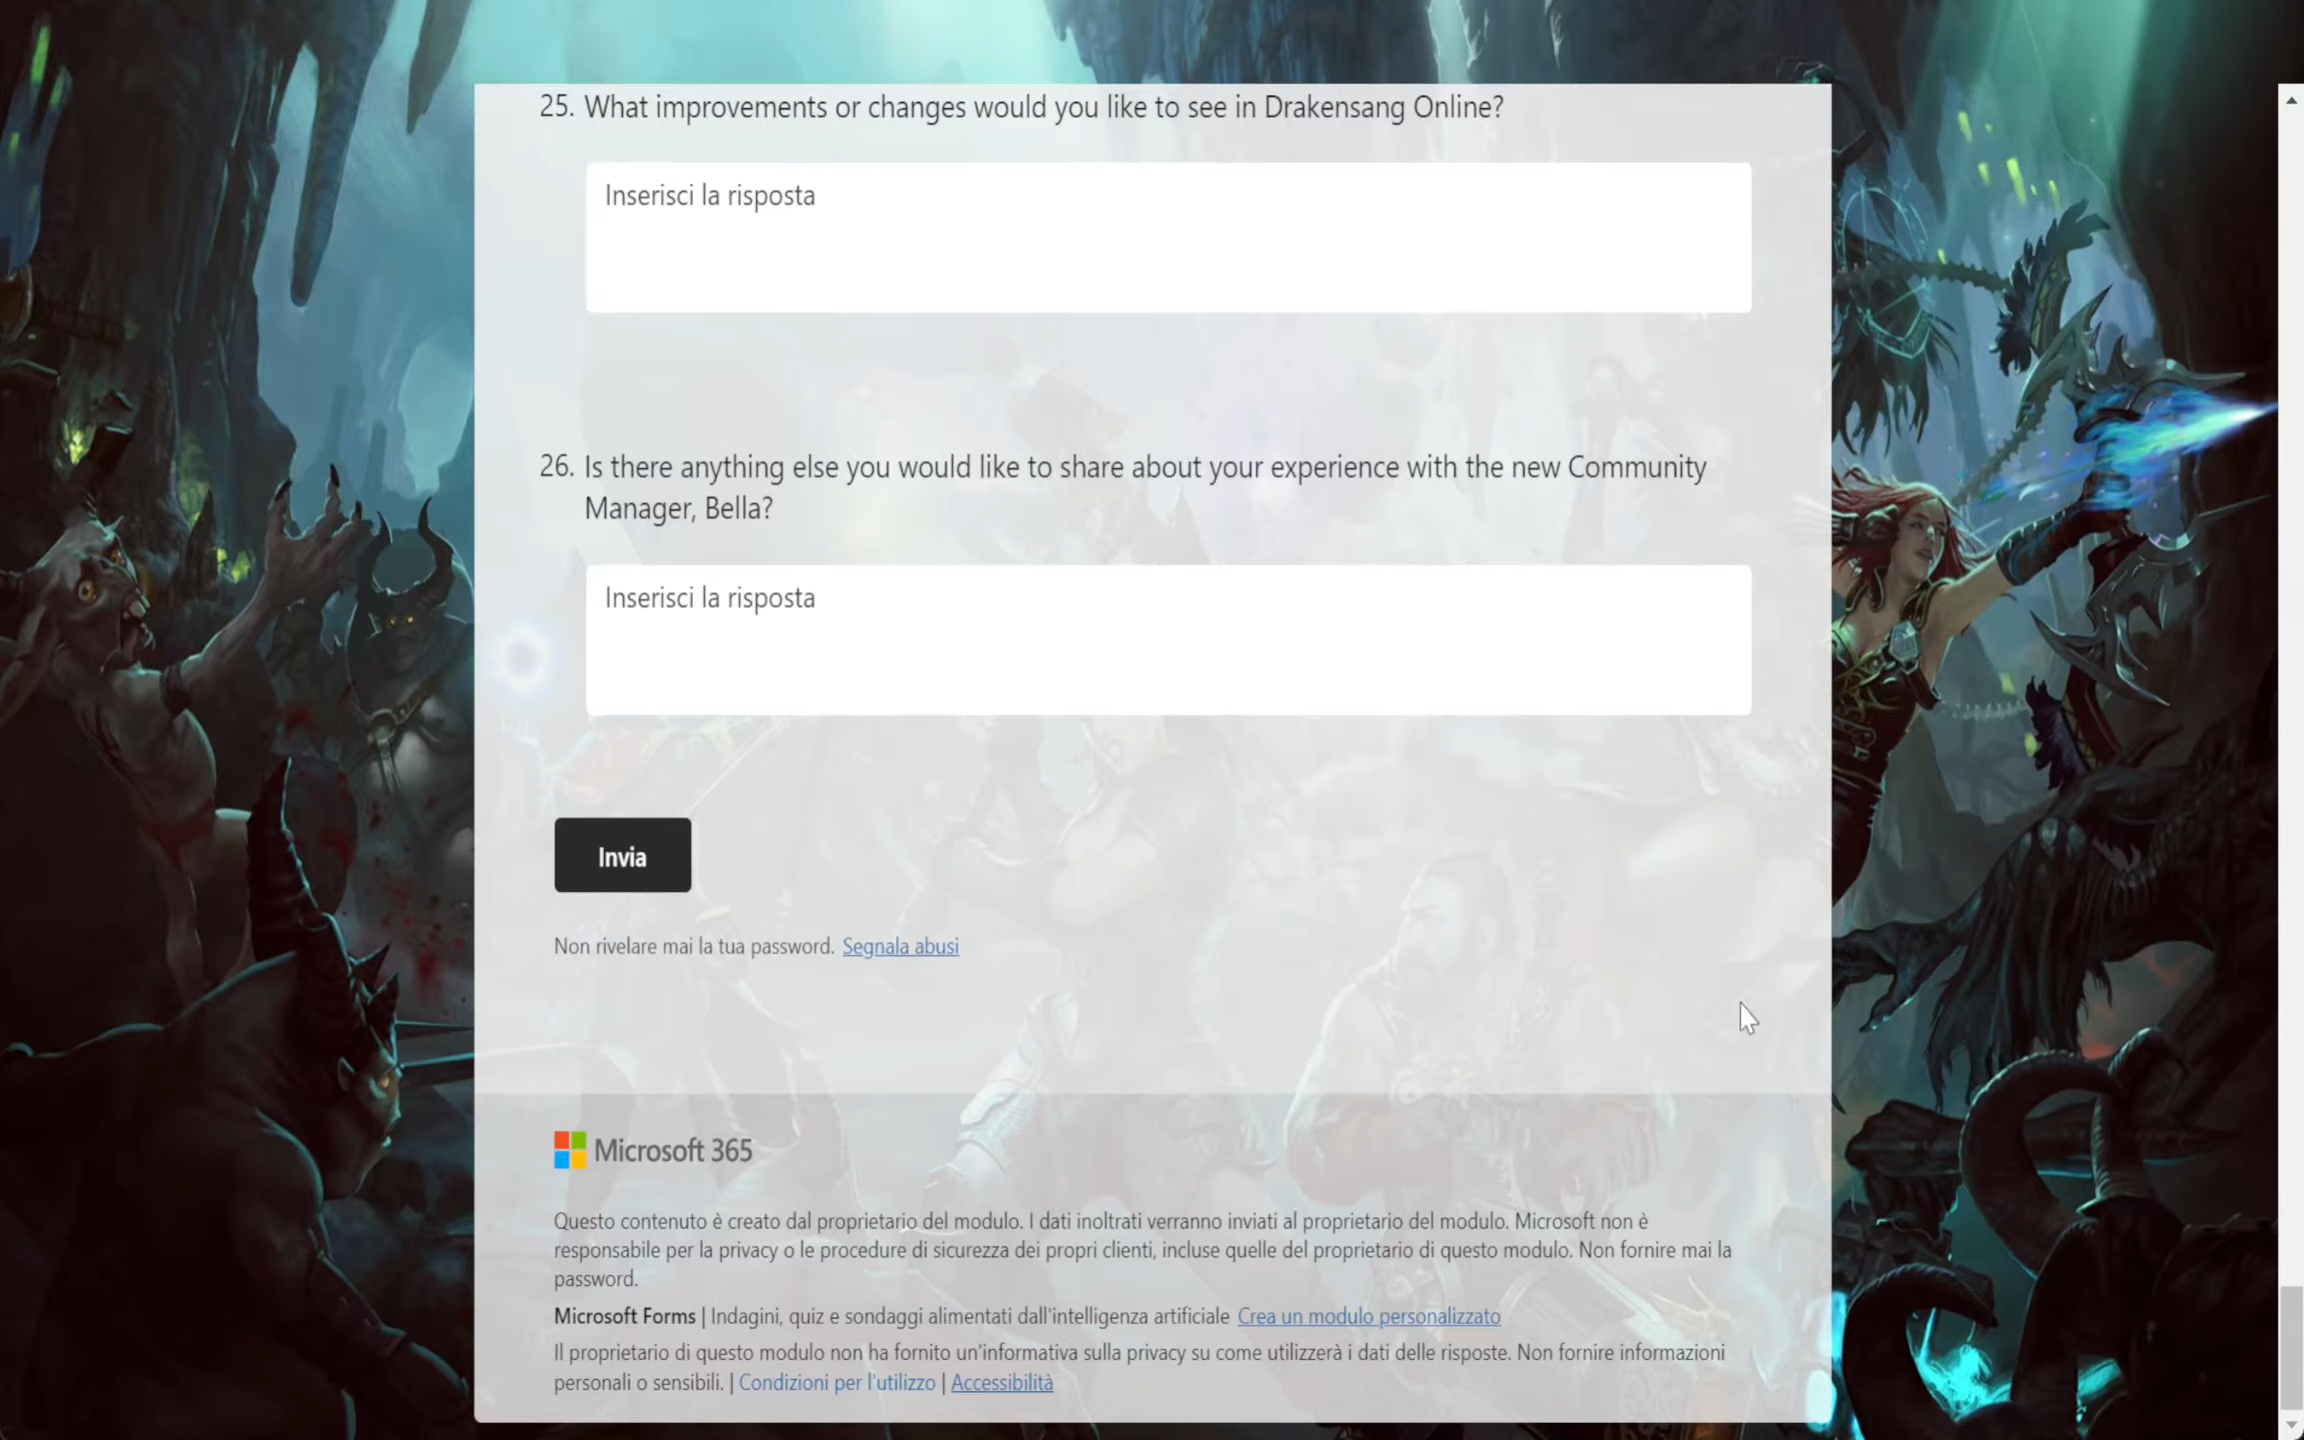 25. What improvements or changes would you like to see in Drakensang Online?
Inserisci la risposta
26. Is there anything else you would like to share about your experience with the new Community
Manager, Bella?
Inserisci la risposta
Invia
Non rivelare mai la tua password. Segnala abusi
Microsoft 365
Questo contenuto è creato dal proprietario del modulo. I dati inoltrati verranno inviati al proprietario del modulo. Microsoft non è
responsabile per la privacy o le procedure di sicurezza dei propri clienti, incluse quelle del proprietario di questo modulo. Non fornire mai la
password.
Microsoft Forms | Indagini, quiz e sondaggi alimentati dall'intelligenza artificiale Crea un modulo personalizzato
Il proprietario di questo modulo non ha fornito un'informativa sulla privacy su come utilizzerà i dati delle risposte. Non fornire informazioni
personali o sensibili. | Condizioni per l'utilizzo | Accessibilità